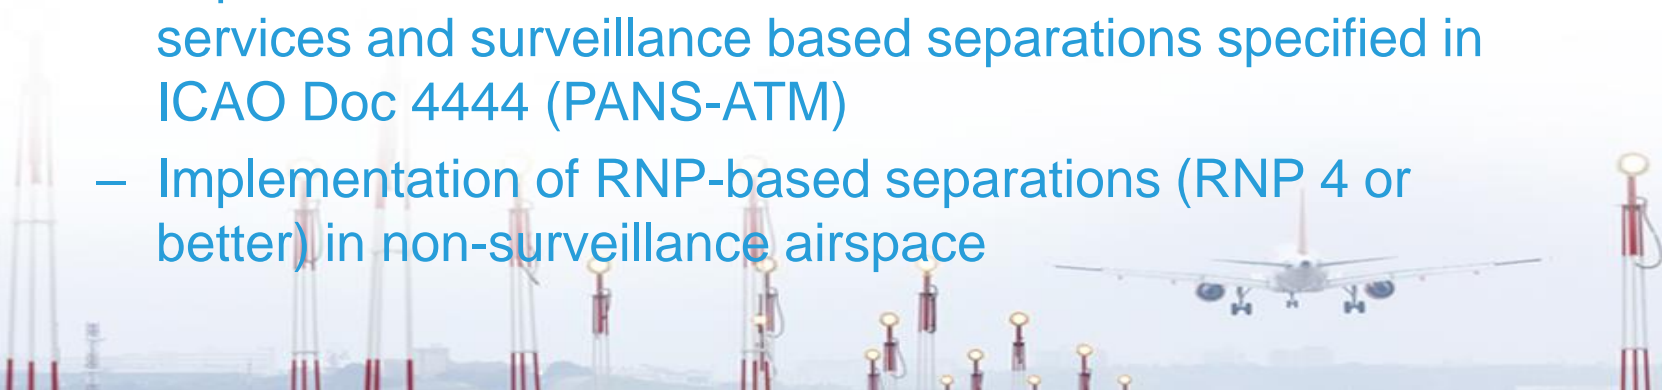 services and surveillance based separations specified in
ICAO Doc 4444 (PANS-ATM)
– Implementation of RNP-based separations (RNP 4 or
better) in non-surveillance airspace